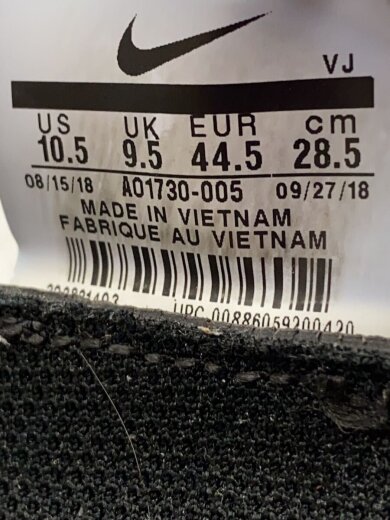 VJ
US UK EUR cm
10.5 9.5 44.5 28.5
08/15/18 AO1730-005 09/27/18
MADE IN VIETNAM
FABRIQUE AU VIETNAM
UPC 00886059200420